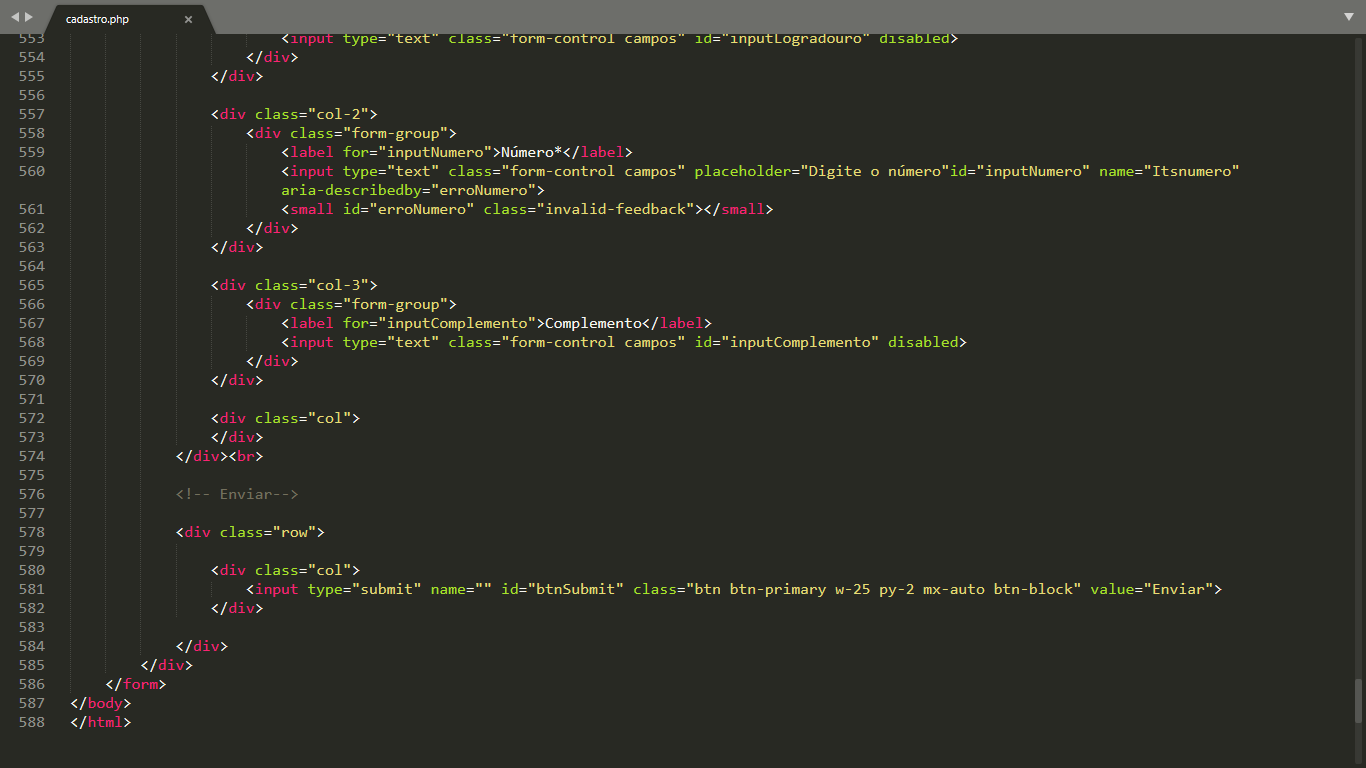 cadastro.php ×
553 <input type="text" class="form-control campos" id="inputLogradouro" disabled>
554 </div>
555 </div>
556
557 <div class="col-2">
558 <div class="form-group">
559 <label for="inputNumero">Número*</label>
560 <input type="text" class="form-control campos" placeholder="Digite o número"id="inputNumero" name="Itsnumero"
aria-describedby="erroNumero">
561 <small id="erroNumero" class="invalid-feedback"></small>
562 </div>
563 </div>
564
565 <div class="col-3">
566 <div class="form-group">
567 <label for="inputComplemento">Complemento</label>
568 <input type="text" class="form-control campos" id="inputComplemento" disabled>
569 </div>
570 </div>
571
572 <div class="col">
573 </div>
574 </div><br>
575
576 <!-- Enviar-->
577
578 <div class="row">
579
580 <div class="col">
581 <input type="submit" name="" id="btnSubmit" class="btn btn-primary w-25 py-2 mx-auto btn-block" value="Enviar">
582 </div>
583
584 </div>
585 </div>
586 </form>
587 </body>
588 </html>